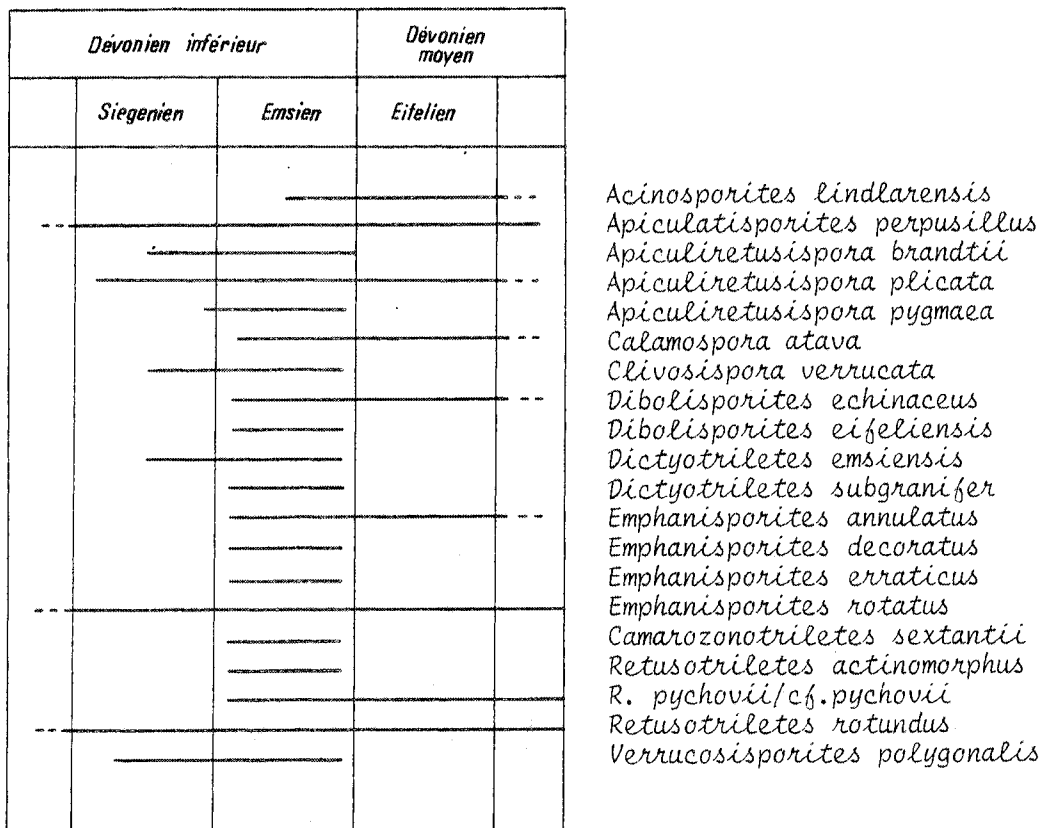 Dévonien inférieur
Dévonien
moyen
Siegenien
Emsien
Eifelien
Acinosporites lindlarensis
Apiculatisporites perpusillus
Apiculiretusispora brandtii
Apiculiretusispora plicata
Apiculiretusispora pygmaea
Calamospora atava
Clivosispora verrucata
Dibolisporites echinaceus
Dibolisporites eifeliensis
Dictyotriletes emsiensis
Dictyotriletes subgranifer
Emphanisporites annulatus
Emphanisporites decoratus
Emphanisporites erraticus
Emphanisporites rotatus
Camarozonotriletes sextantii
Retusotriletes actinomorphus
R. pychovii/cf.pychovii
Retusotriletes rotundus
Verrucosisporites polygonalis